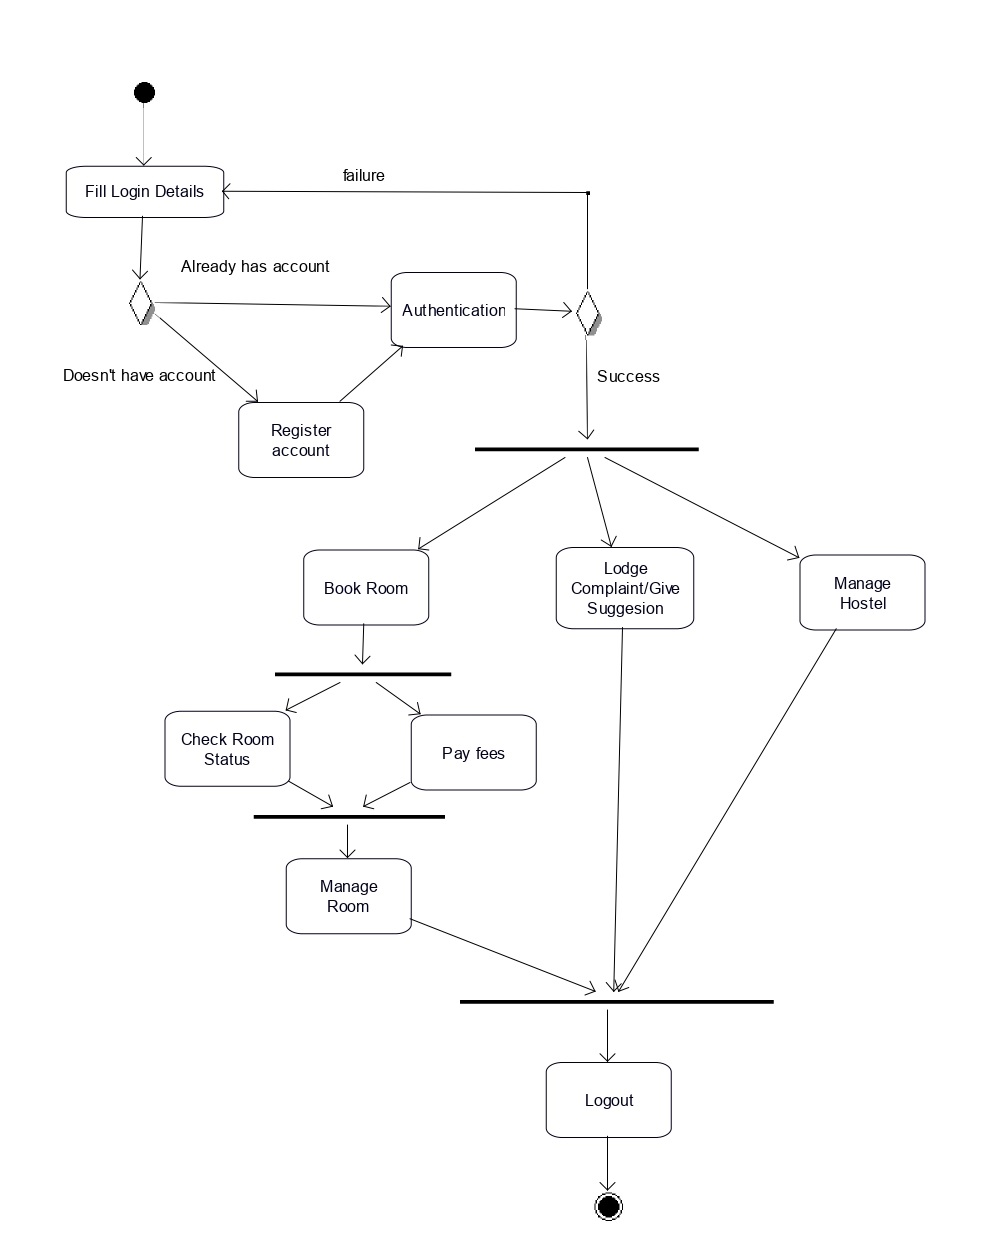 failure
Fill Login Details
Already has account
Authentication
Doesn't have account
Success
Register
account
Book Room
Lodge
Complaint/Give
Suggesion
Manage
Hostel
Check Room
Status
Pay fees
Manage
Room
Logout